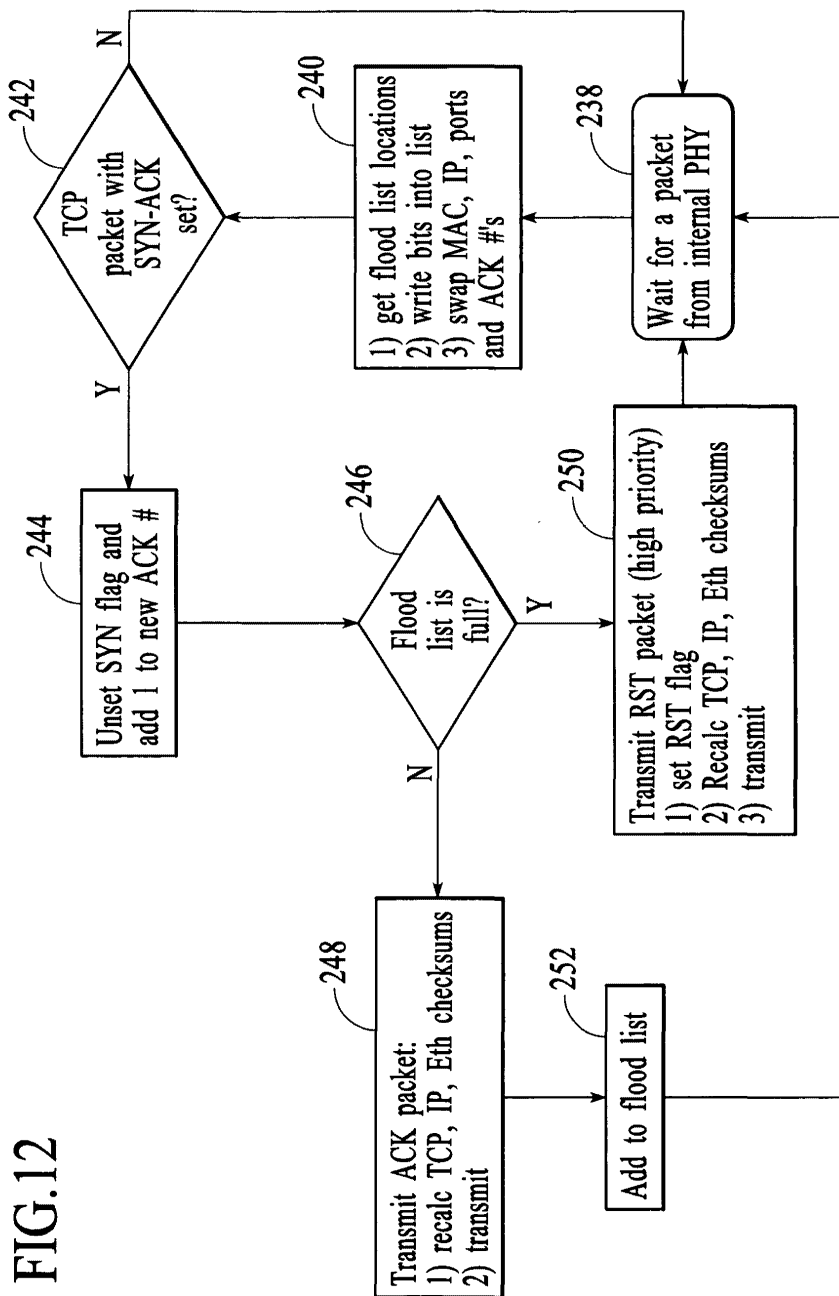 FIG.12
242
TCP
packet with
SYN-ACK
set?
N
Y
240
1) get flood list locations
2) write bits into list
3) swap MAC, IP, ports
and ACK #'s
238
Wait for a packet
from internal PHY
244
Unset SYN flag and
add 1 to new ACK #
246
Flood
list is
full?
N
Y
250
Transmit RST packet (high priority)
1) set RST flag
2) Recalc TCP, IP, Eth checksums
3) transmit
248
Transmit ACK packet:
1) recalc TCP, IP, Eth checksums
2) transmit
252
Add to flood list